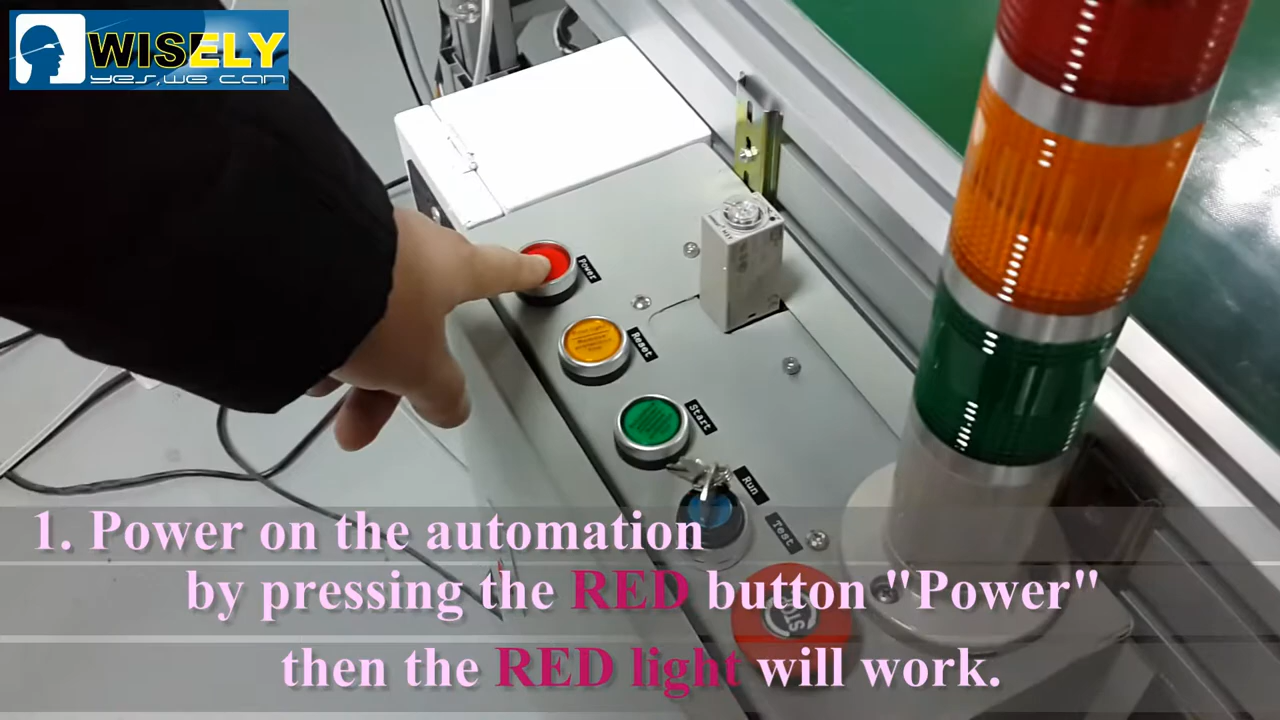 WISELY
yes,we can
Power
Reset
Start
Run
Test
STOP
1. Power on the automation
by pressing the RED button "Power"
then the RED light will work.